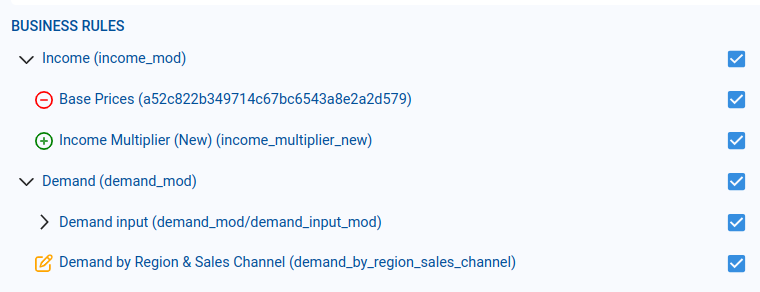 BUSINESS RULES
Income (income_mod)
Base Prices (a52c822b349714c67bc6543a8e2a2d579)
Income Multiplier (New) (income_multiplier_new)
Demand (demand_mod)
Demand input (demand_mod/demand_input_mod)
Demand by Region & Sales Channel (demand_by_region_sales_channel)